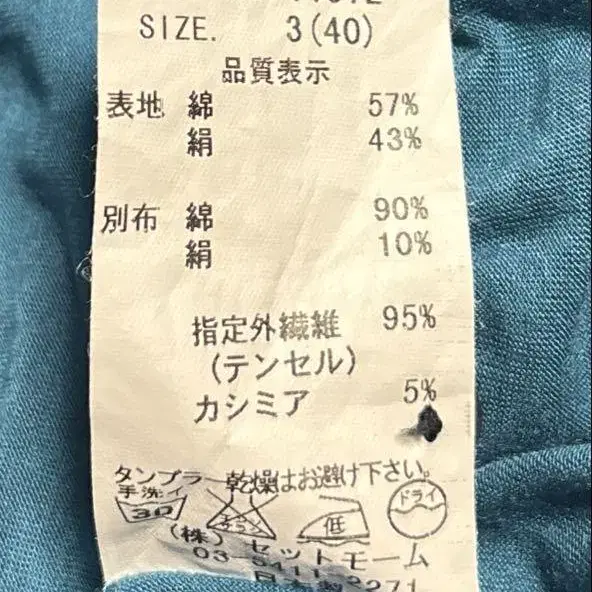 SIZE. 3(40)
品質表示
表地 綿 57%
絹 43%
別布 綿 90%
絹 10%
指定外繊維 95%
(テンセル)
カシミア 5%
タンブラー乾燥はお避け下さい。
手洗イ
30
低
ドライ
(株)セットモーム
03-5411-2271